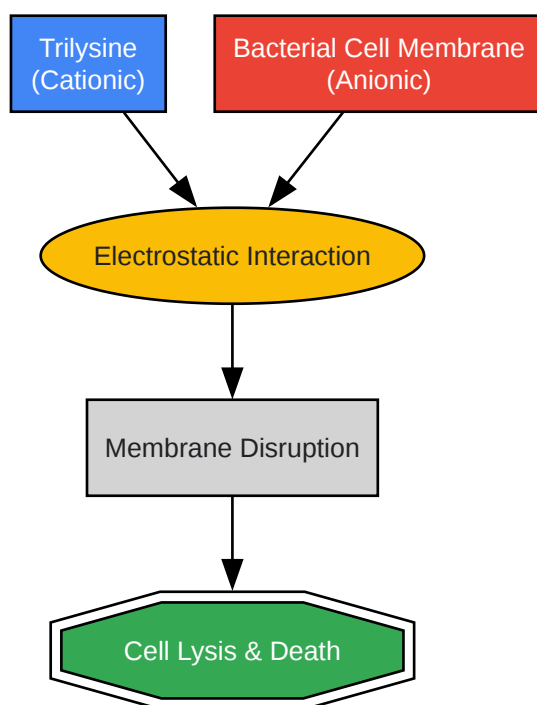 Trilysine
(Cationic)
Bacterial Cell Membrane
(Anionic)
Electrostatic Interaction
Membrane Disruption
Cell Lysis & Death